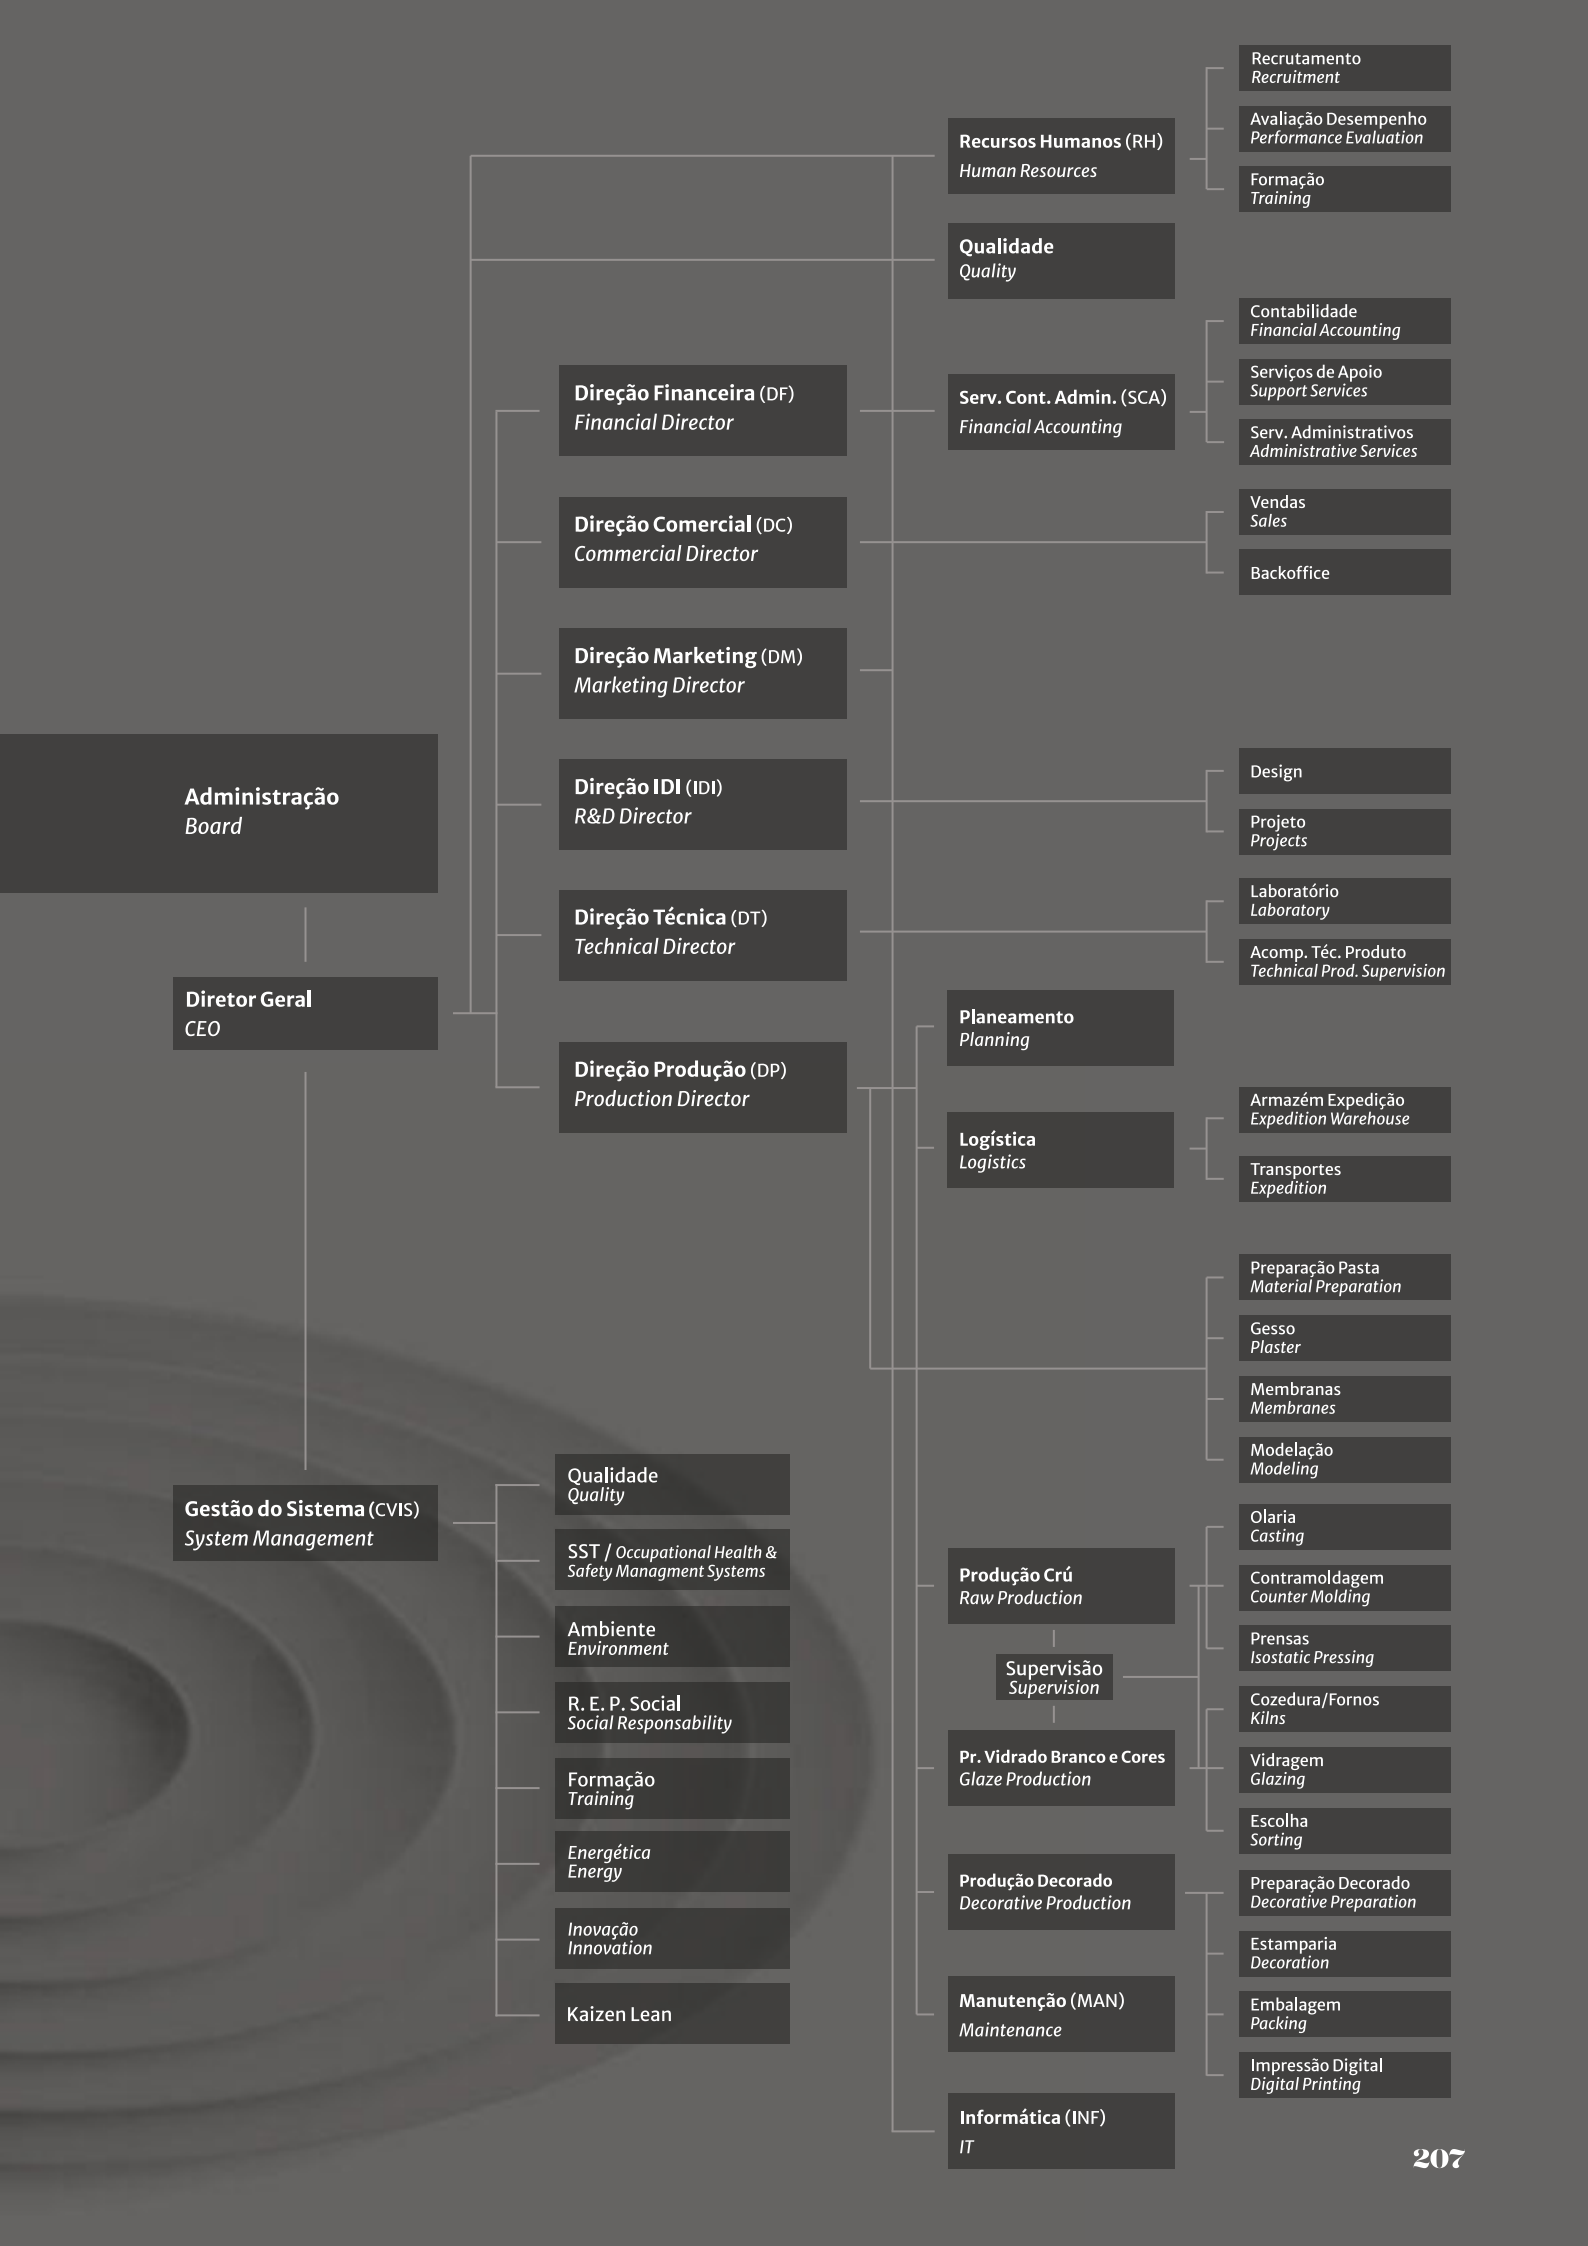 Administração
Board
Diretor Geral
CEO
Gestão do Sistema (CVIS)
System Management
Qualidade
Quality
SST / Occupational Health &
Safety Managment Systems
Ambiente
Environment
R. E. P. Social
Social Responsability
Formação
Training
Energética
Energy
Inovação
Innovation
Kaizen Lean
Direção Financeira (DF)
Financial Director
Direção Comercial (DC)
Commercial Director
Direção Marketing (DM)
Marketing Director
Direção IDI (IDI)
R&D Director
Direção Técnica (DT)
Technical Director
Direção Produção (DP)
Production Director
Recursos Humanos (RH)
Human Resources
Qualidade
Quality
Serv. Cont. Admin. (SCA)
Financial Accounting
Planeamento
Planning
Logística
Logistics
Produção Crú
Raw Production
Supervisão
Supervision
Pr. Vidrado Branco e Cores
Glaze Production
Produção Decorado
Decorative Production
Manutenção (MAN)
Maintenance
Informática (INF)
IT
Recrutamento
Recruitment
Avaliação Desempenho
Performance Evaluation
Formação
Training
Contabilidade
Financial Accounting
Serviços de Apoio
Support Services
Serv. Administrativos
Administrative Services
Vendas
Sales
Backoffice
Design
Projeto
Projects
Laboratório
Laboratory
Acomp. Téc. Produto
Technical Prod. Supervision
Armazém Expedição
Expedition Warehouse
Transportes
Expedition
Preparação Pasta
Material Preparation
Gesso
Plaster
Membranas
Membranes
Modelação
Modeling
Olaria
Casting
Contramoldagem
Counter Molding
Prensas
Isostatic Pressing
Cozedura/Fornos
Kilns
Vidragem
Glazing
Escolha
Sorting
Preparação Decorado
Decorative Preparation
Estamparia
Decoration
Embalagem
Packing
Impressão Digital
Digital Printing
207